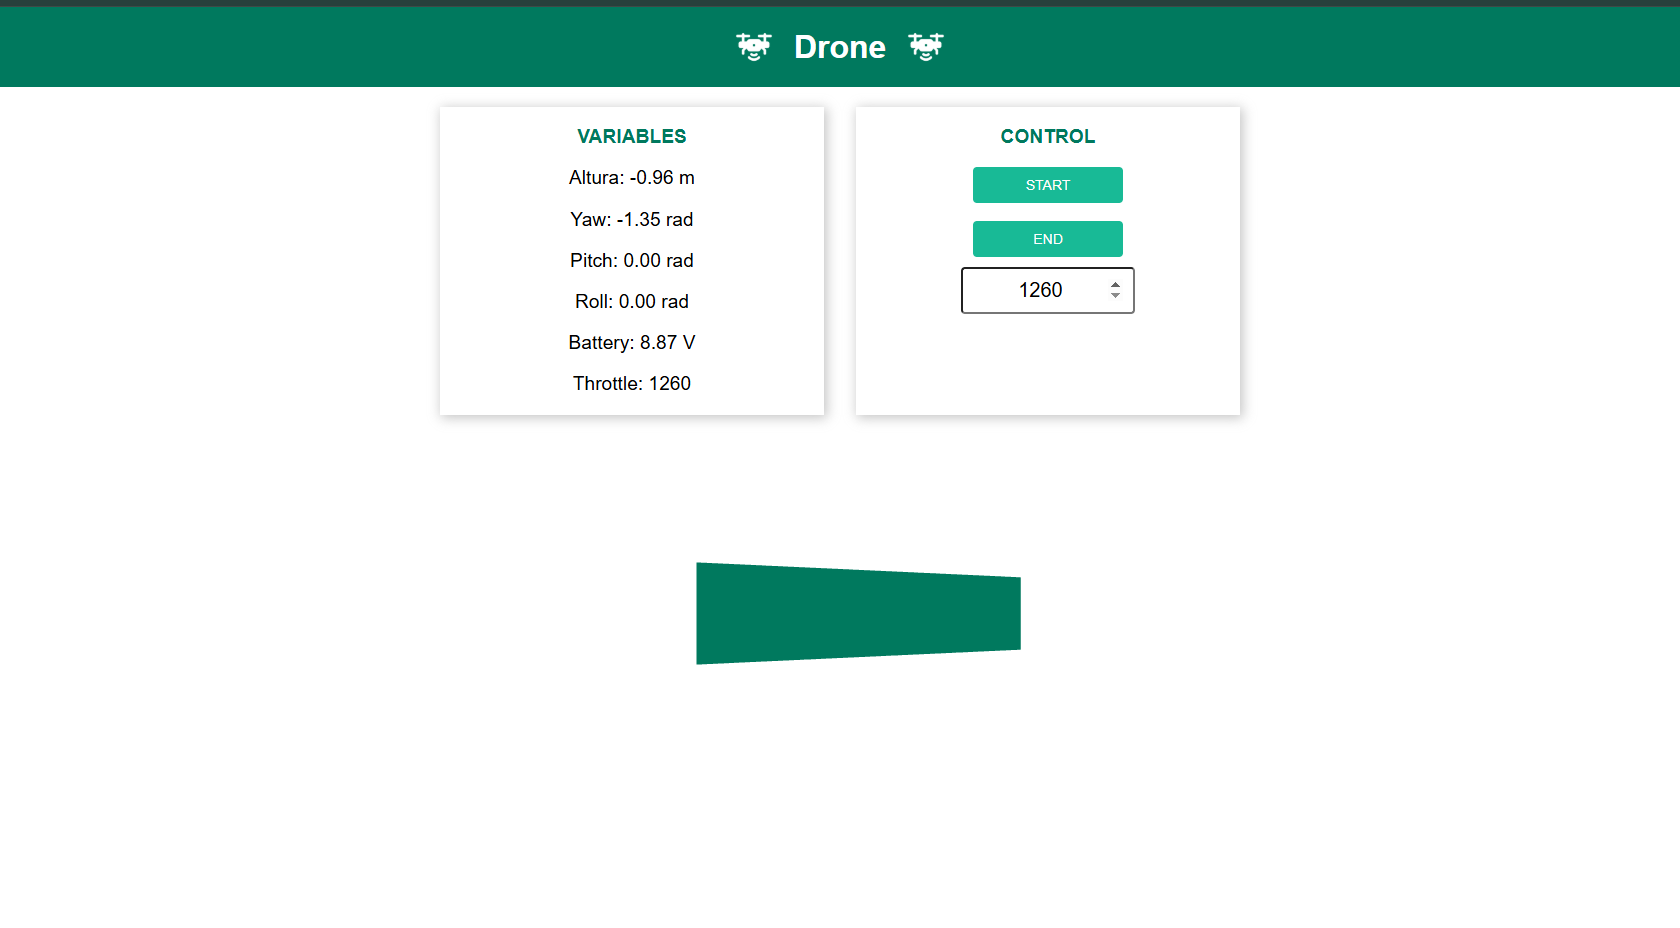 Drone
VARIABLES
Altura: -0.96 m
Yaw: -1.35 rad
Pitch: 0.00 rad
Roll: 0.00 rad
Battery: 8.87 V
Throttle: 1260
CONTROL
START
END
1260